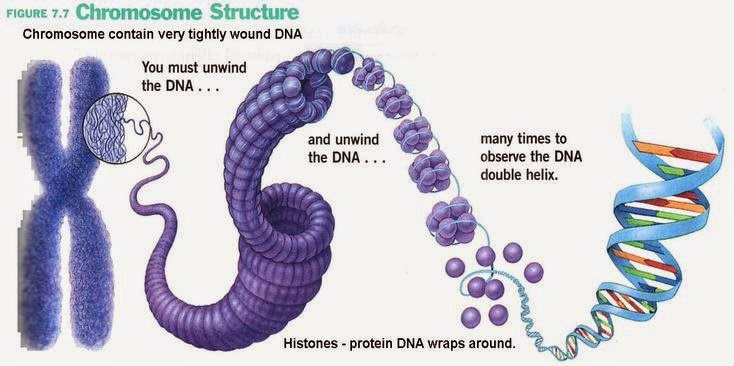 FIGURE 7.7 Chromosome Structure
Chromosome contain very tightly wound DNA
You must unwind
the DNA . . .
and unwind
the DNA . . .
many times to
observe the DNA
double helix.
Histones - protein DNA wraps around.